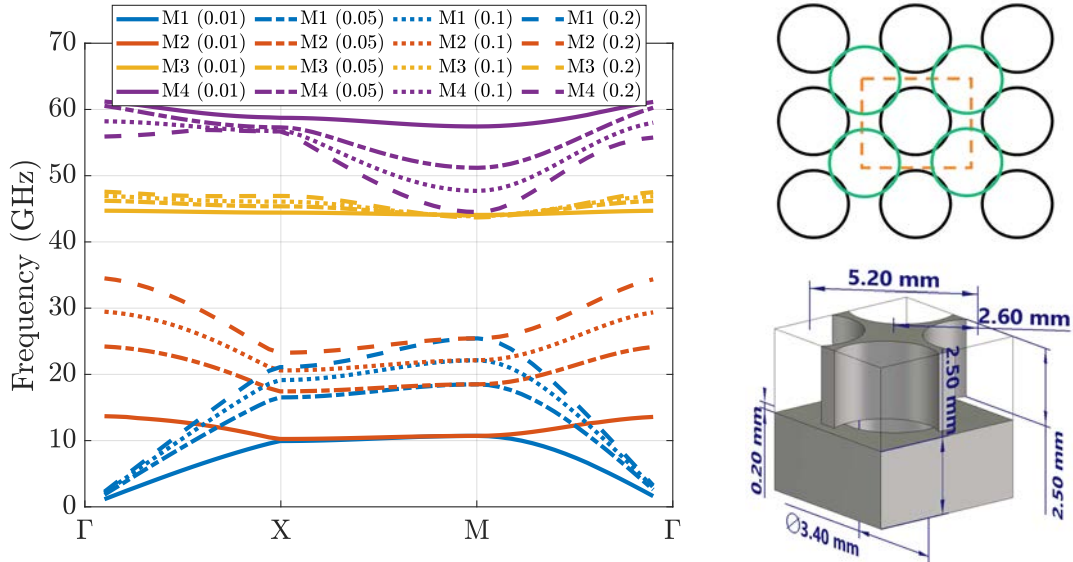 M1 (0.01) M1 (0.05) M1 (0.1) M1 (0.2)
M2 (0.01) M2 (0.05) M2 (0.1) M2 (0.2)
M3 (0.01) M3 (0.05) M3 (0.1) M3 (0.2)
M4 (0.01) M4 (0.05) M4 (0.1) M4 (0.2)
70
60
50
40
30
20
10
0
Frequency (GHz)
Γ X M Γ
5.20 mm
2.60 mm
2.50 mm
0.20 mm
2.50 mm
∅3.40 mm